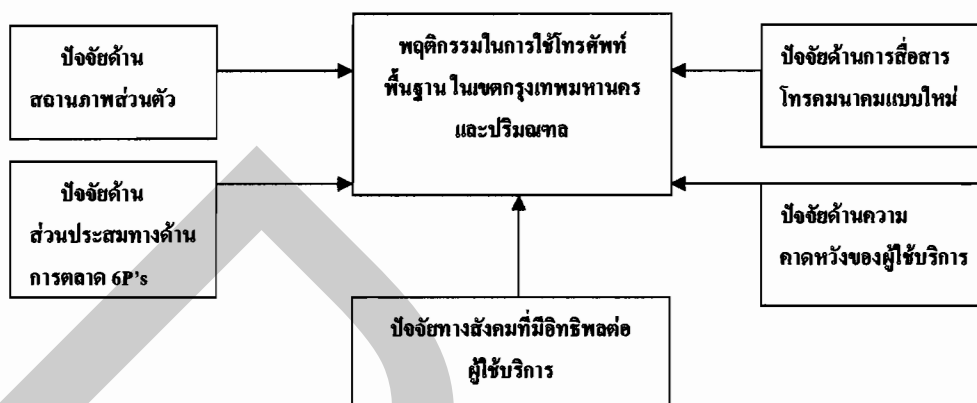 ปัจจัยด้าน
สถานภาพส่วนตัว
พฤติกรรมในการใช้โทรศัพท์
พื้นฐาน ในเขตกรุงเทพมหานคร
และปริมณฑล
ปัจจัยด้านการสื่อสาร
โทรคมนาคมแบบใหม่
ปัจจัยด้าน
ส่วนประสมทางด้าน
การตลาด 6P's
ปัจจัยด้านความ
คาดหวังของผู้ใช้บริการ
ปัจจัยทางสังคมที่มีอิทธิพลต่อ
ผู้ใช้บริการ